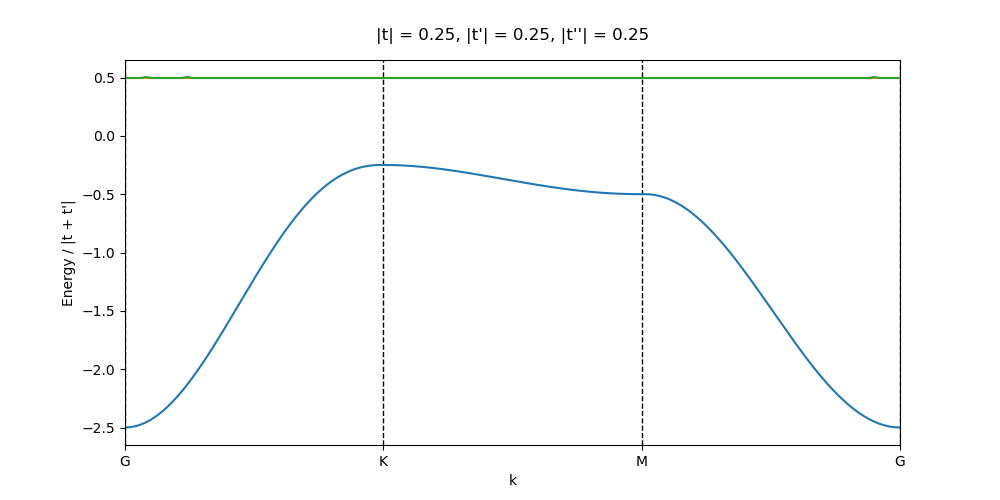 |t| = 0.25, |t'| = 0.25, |t''| = 0.25
Energy / |t + t'|
0.5
0.0
−0.5
−1.0
−1.5
−2.0
−2.5
G K M G
k